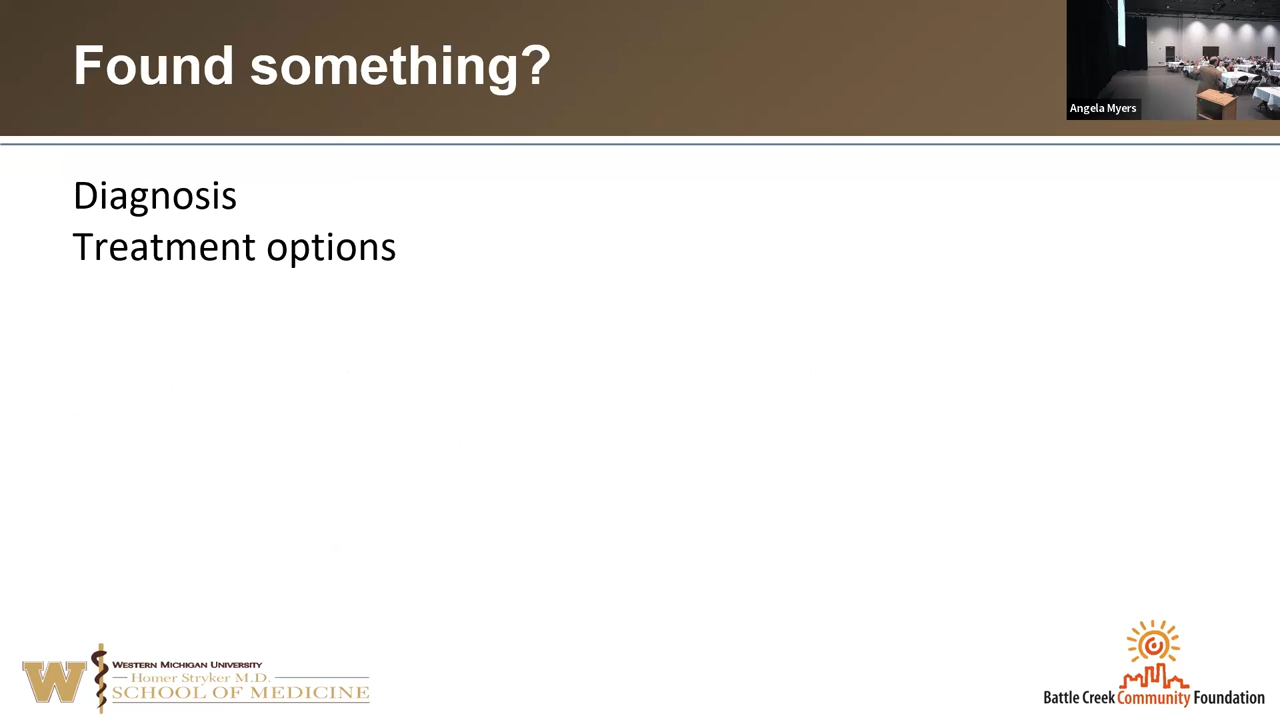 Found something?
Angela Myers
Diagnosis
Treatment options
W
WESTERN MICHIGAN UNIVERSITY
Homer Stryker M.D.
SCHOOL OF MEDICINE
Battle Creek Community Foundation